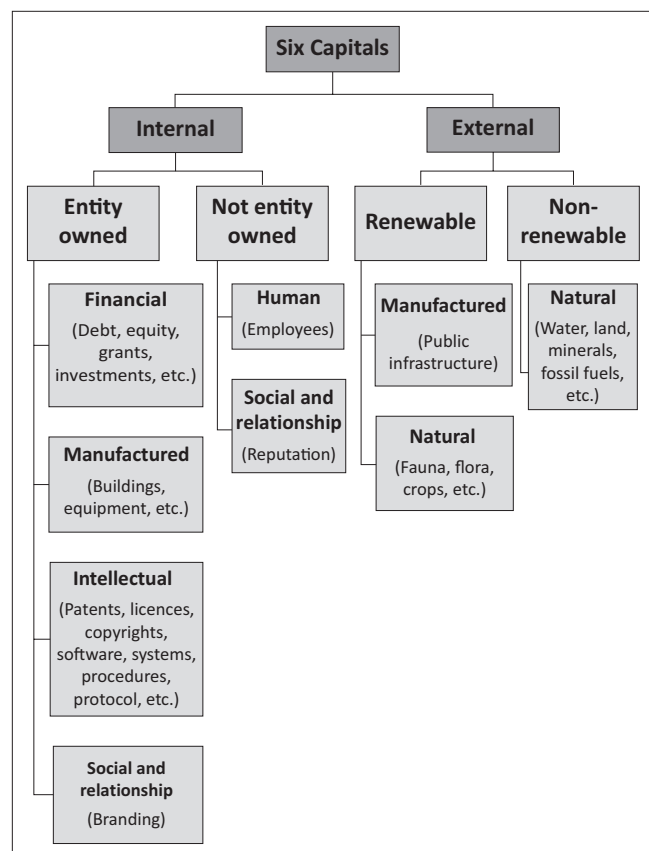 Six Capitals
Internal
External
Entity
owned
Not entity
owned
Renewable
Non-
renewable
Financial
(Debt, equity,
grants,
investments, etc.)
Manufactured
(Buildings,
equipment, etc.)
Intellectual
(Patents, licences,
copyrights,
software, systems,
procedures,
protocol, etc.)
Social and
relationship
(Branding)
Human
(Employees)
Social and
relationship
(Reputation)
Manufactured
(Public
infrastructure)
Natural
(Fauna, flora,
crops, etc.)
Natural
(Water, land,
minerals,
fossil fuels,
etc.)